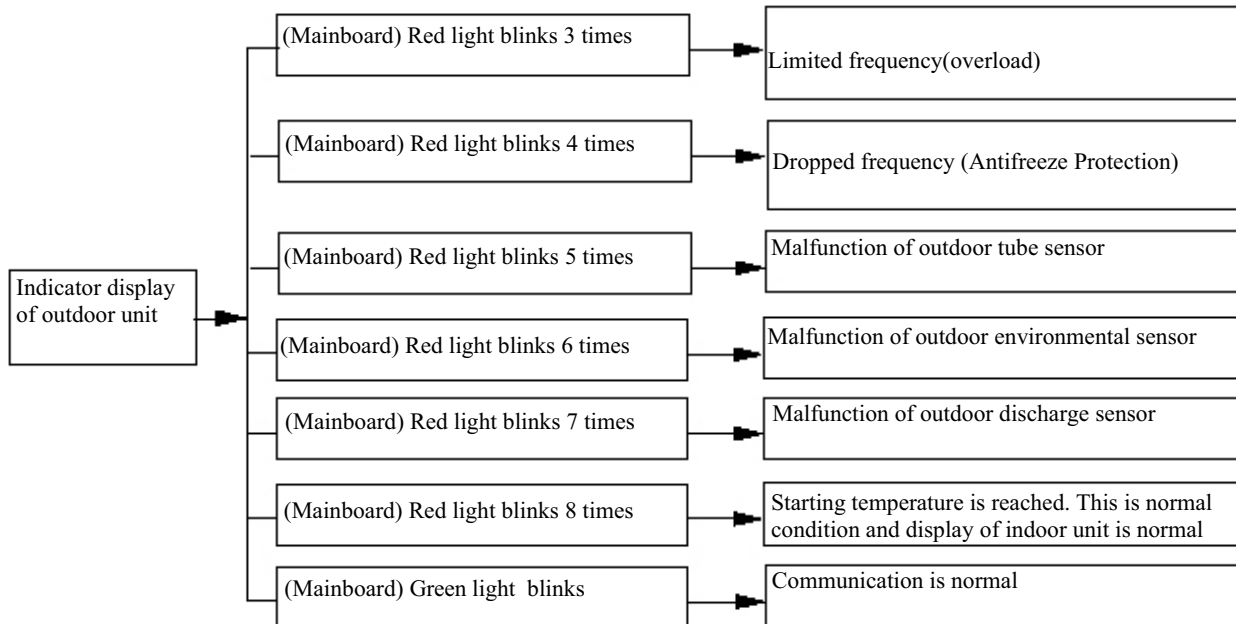 Indicator display
of outdoor unit
(Mainboard) Red light blinks 3 times
Limited frequency(overload)
(Mainboard) Red light blinks 4 times
Dropped frequency (Antifreeze Protection)
(Mainboard) Red light blinks 5 times
Malfunction of outdoor tube sensor
(Mainboard) Red light blinks 6 times
Malfunction of outdoor environmental sensor
(Mainboard) Red light blinks 7 times
Malfunction of outdoor discharge sensor
(Mainboard) Red light blinks 8 times
Starting temperature is reached. This is normal
condition and display of indoor unit is normal
(Mainboard) Green light blinks
Communication is normal